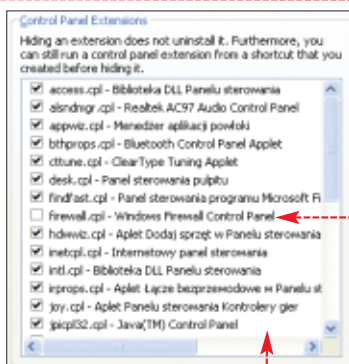 Control Panel Extensions
Hiding an extension does not uninstall it. Furthermore, you
can still run a control panel extension from a shortcut that you
created before hiding it.
access.cpl - Biblioteka DLL Panelu sterowania
alsndmgr.cpl - Realtek AC97 Audio Control Panel
appwiz.cpl - Menedżer aplikacji powłoki
bthprops.cpl - Bluetooth Control Panel Applet
cttune.cpl - ClearType Tuning Applet
desk.cpl - Panel sterowania pulpitu
findfast.cpl - Panel sterowania programu Microsoft Fi
firewall.cpl - Windows Firewall Control Panel
hdwwiz.cpl - Aplet Dodaj sprzęt w Panelu sterowania
inetcpl.cpl - Internetowy panel sterowania
intl.cpl - Biblioteka DLL Panelu sterowania
irprops.cpl - Aplet Łącze bezprzewodowe w Panelu st
joy.cpl - Aplet Panelu sterowania Kontrolery gier
jpicpl32.cpl - Java(TM) Control Panel